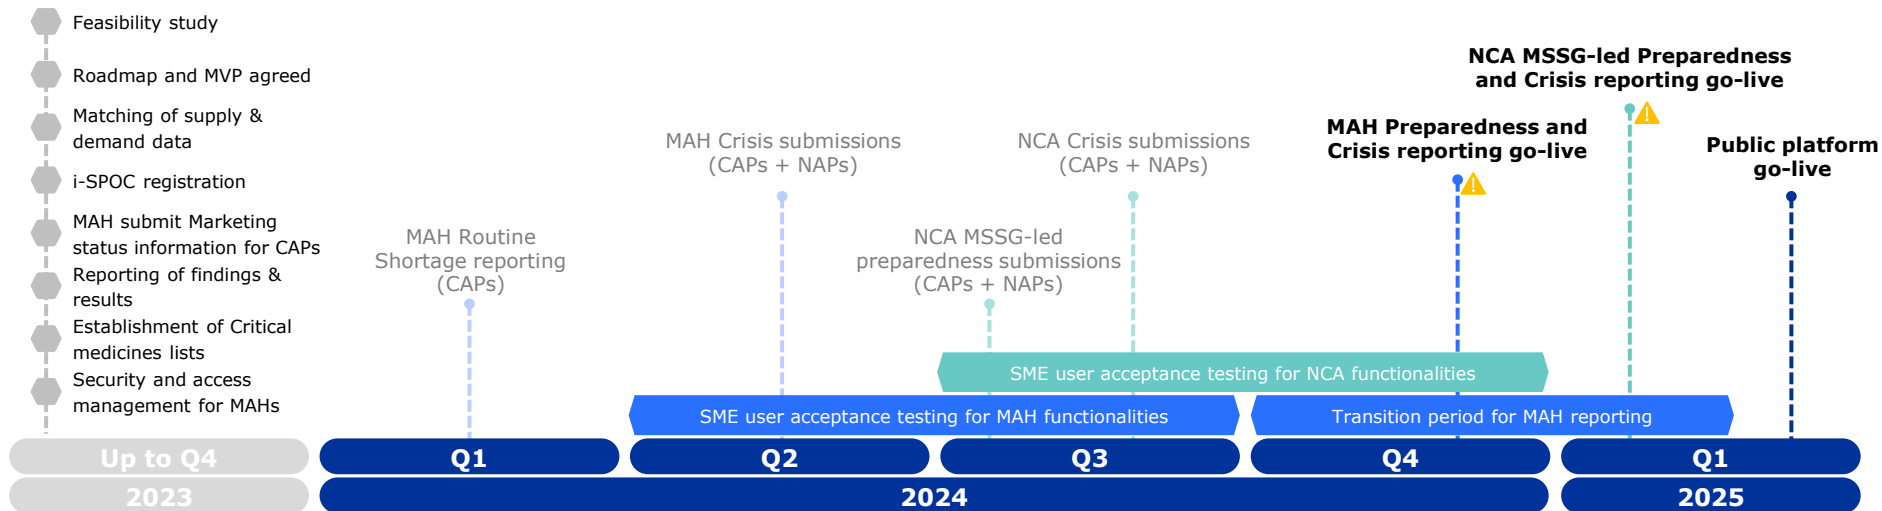 Feasibility study
Roadmap and MVP agreed
Matching of supply &
demand data
i-SPOC registration
MAH submit Marketing
status information for CAPs
Reporting of findings &
results
Establishment of Critical
medicines lists
Security and access
management for MAHs
MAH Routine
Shortage reporting
(CAPs)
MAH Crisis submissions
(CAPs + NAPs)
NCA MSSG-led
preparedness submissions
(CAPs + NAPs)
NCA Crisis submissions
(CAPs + NAPs)
MAH Preparedness and
Crisis reporting go-live
NCA MSSG-led Preparedness
and Crisis reporting go-live
Public platform
go-live
SME user acceptance testing for NCA functionalities
SME user acceptance testing for MAH functionalities
Transition period for MAH reporting
Up to Q4
Q1
Q2
Q3
Q4
Q1
2023
2024
2025